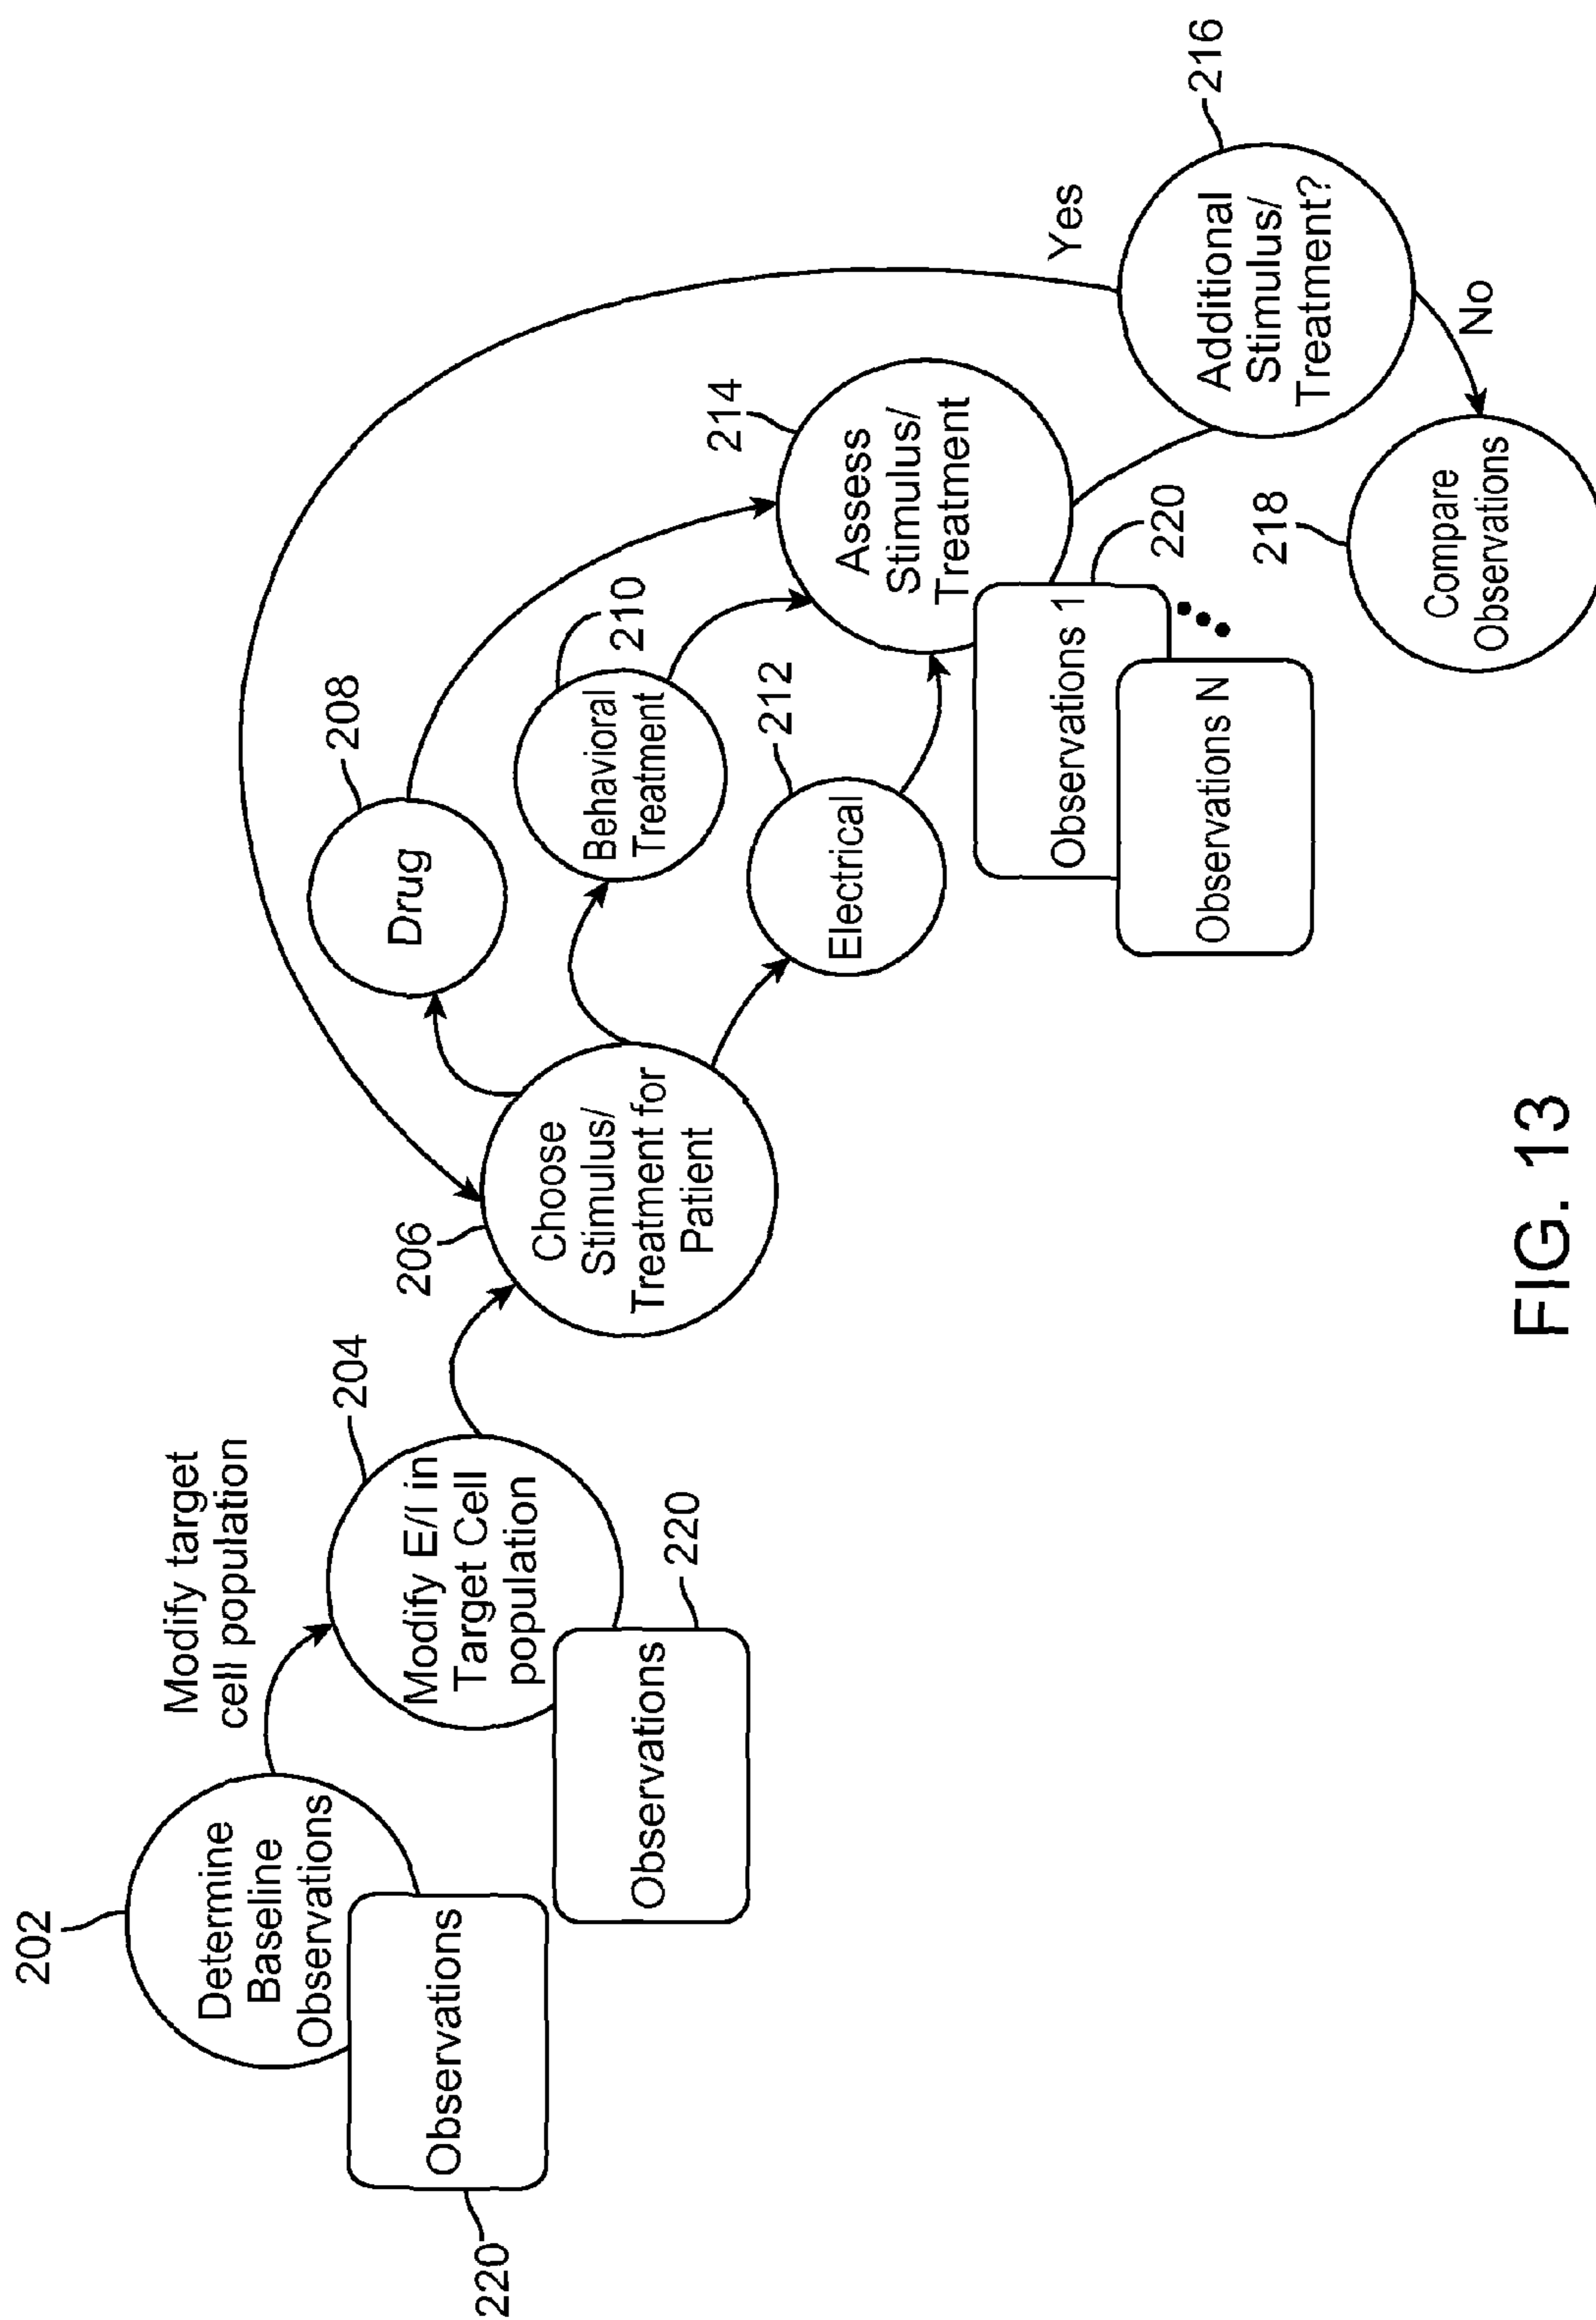 202
Determine
Baseline
Observations
Observations
220
Modify target
cell population
204
Modify E/I in
Target Cell
population
Observations
220
206
Choose
Stimulus/
Treatment for
Patient
208
Drug
210
Behavioral
Treatment
212
Electrical
214
Assess
Stimulus/
Treatment
Observations 1
220
Observations N
Yes
216
Additional
Stimulus/
Treatment?
No
218
Compare
Observations
FIG. 13